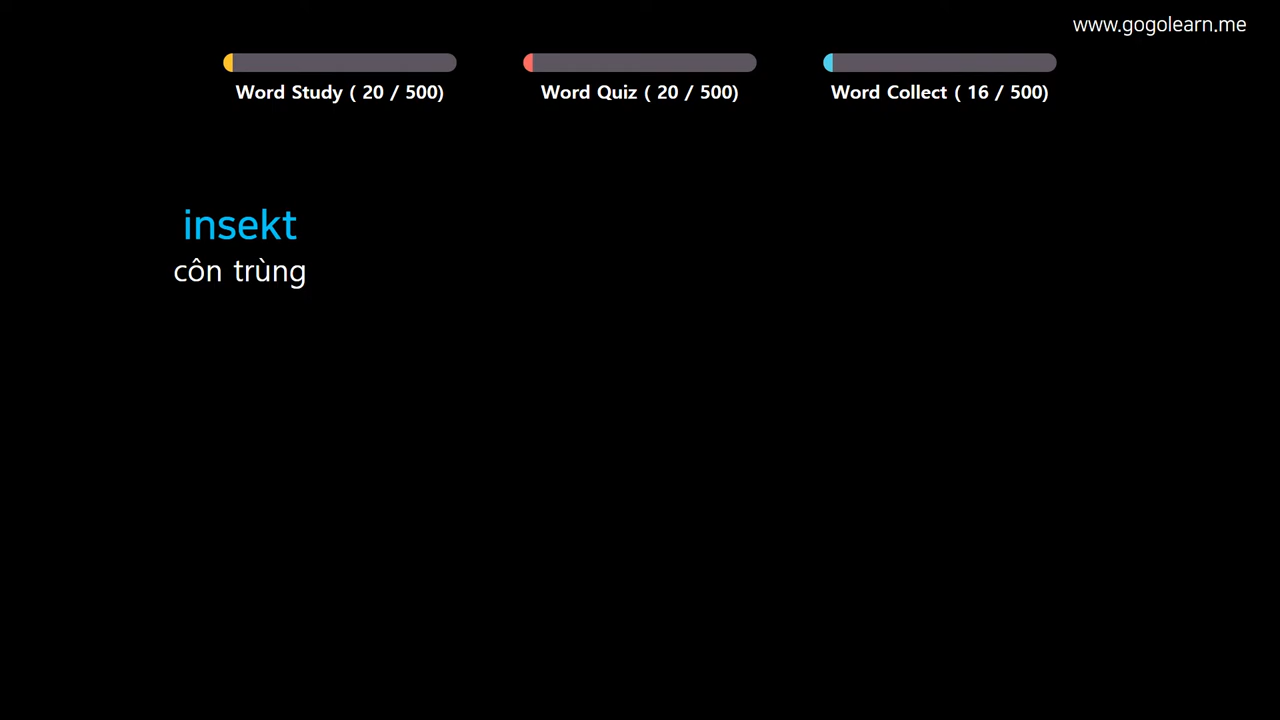 www.gogolearn.me
Word Study ( 20 / 500)
Word Quiz ( 20 / 500)
Word Collect ( 16 / 500)
insekt
côn trùng